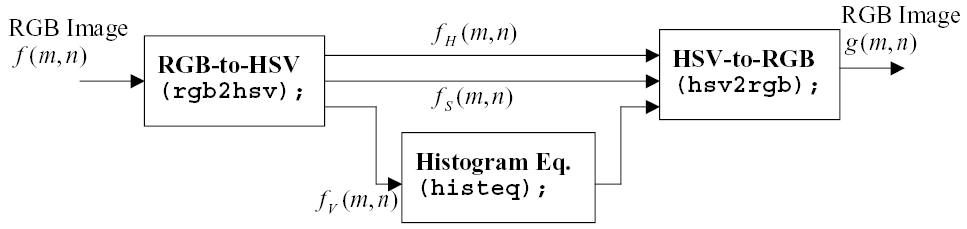 RGB Image
f(m,n)
RGB-to-HSV
(rgb2hsv);
f_H(m,n)
f_S(m,n)
f_V(m,n)
Histogram Eq.
(histeq);
HSV-to-RGB
(hsv2rgb);
RGB Image
g(m,n)